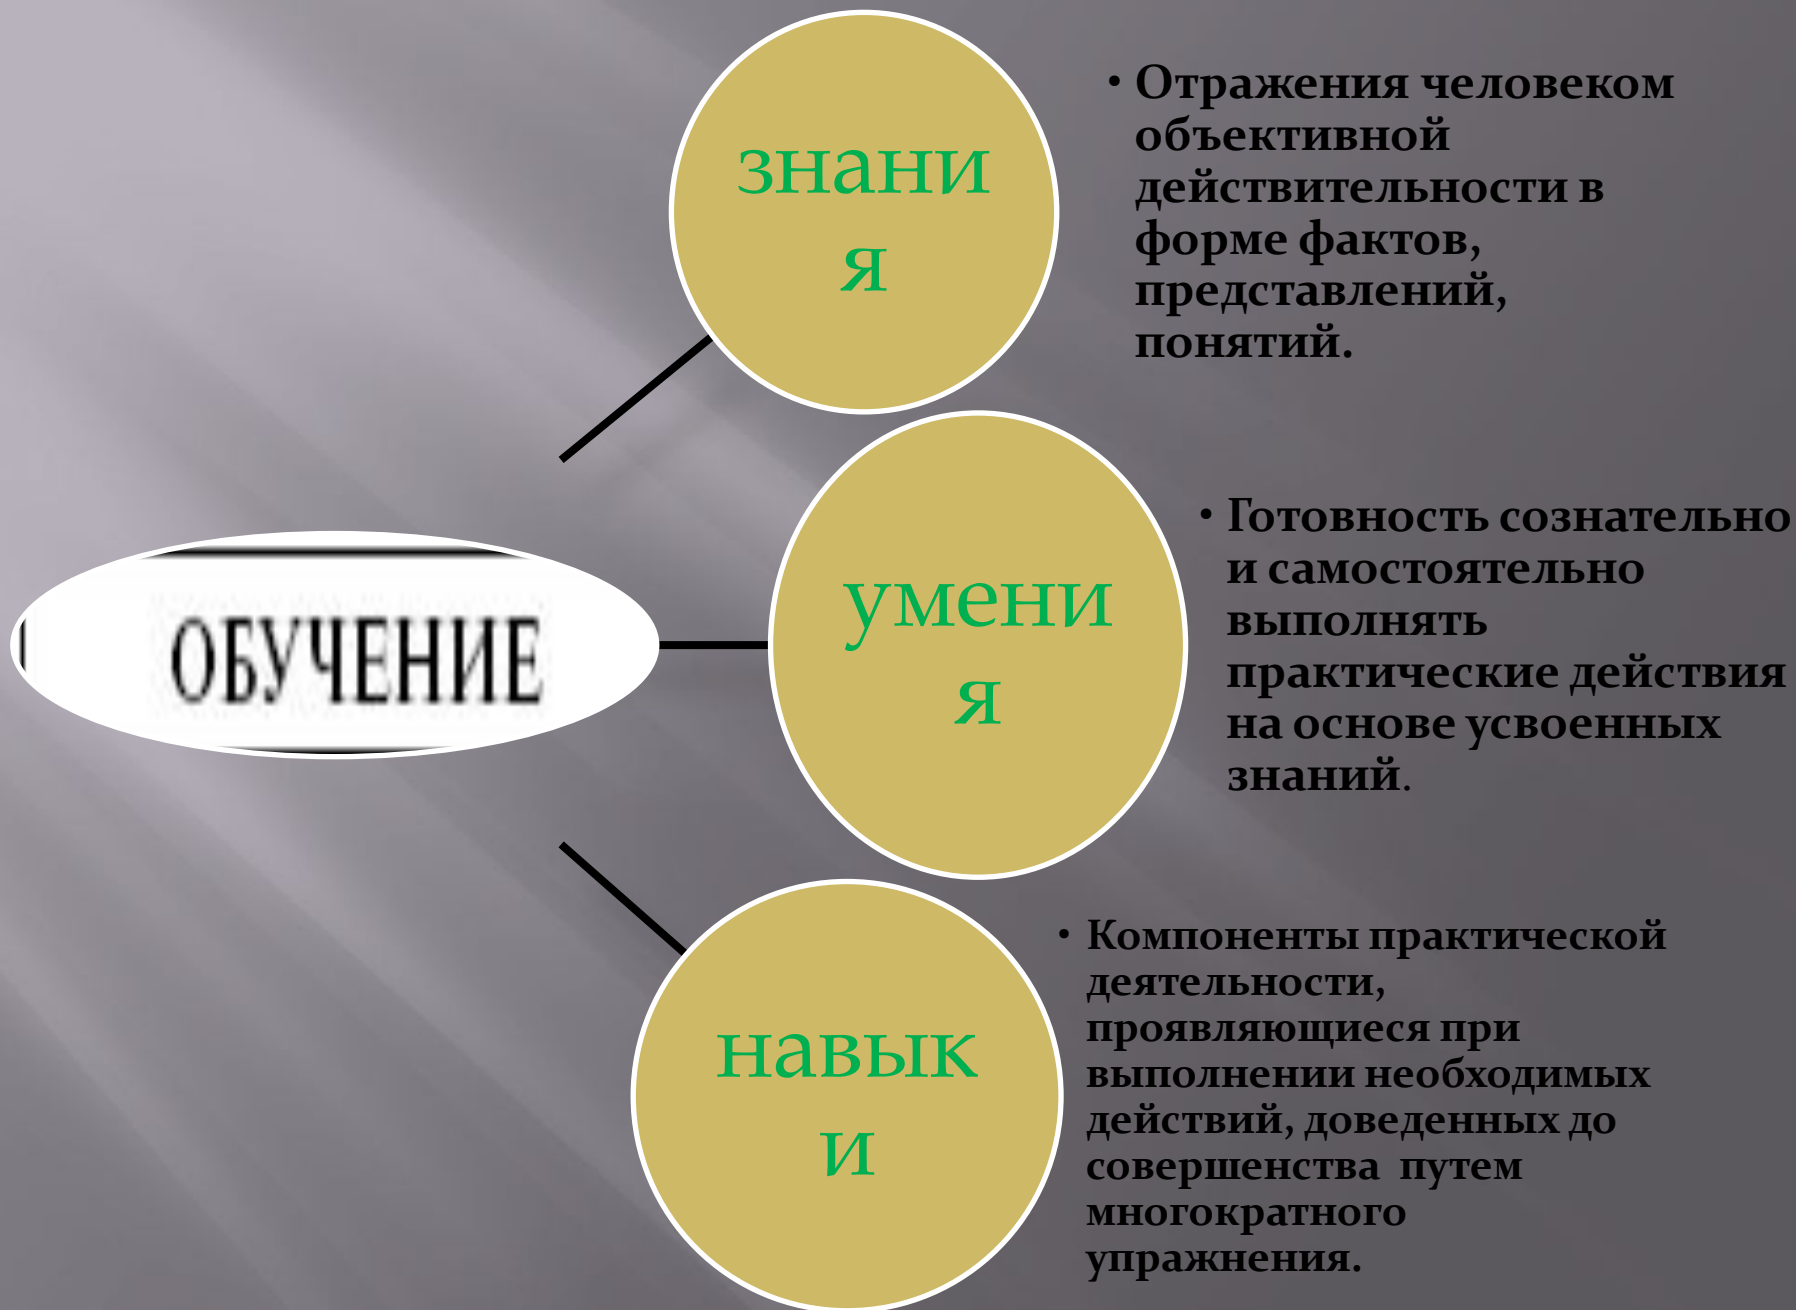 знани
я
• Отражения человеком
объективной
действительности в
форме фактов,
представлений,
понятий.
ОБУЧЕНИЕ
умени
я
• Готовность сознательно
и самостоятельно
выполнять
практические действия
на основе усвоенных
знаний.
навык
и
• Компоненты практической
деятельности,
проявляющиеся при
выполнении необходимых
действий, доведенных до
совершенства  путем
многократного
упражнения.